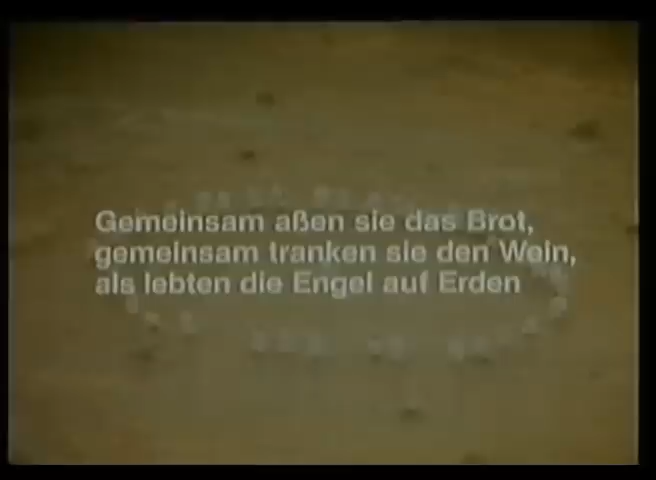 Gemeinsam aßen sie das Brot,
gemeinsam tranken sie den Wein,
als lebten die Engel auf Erden